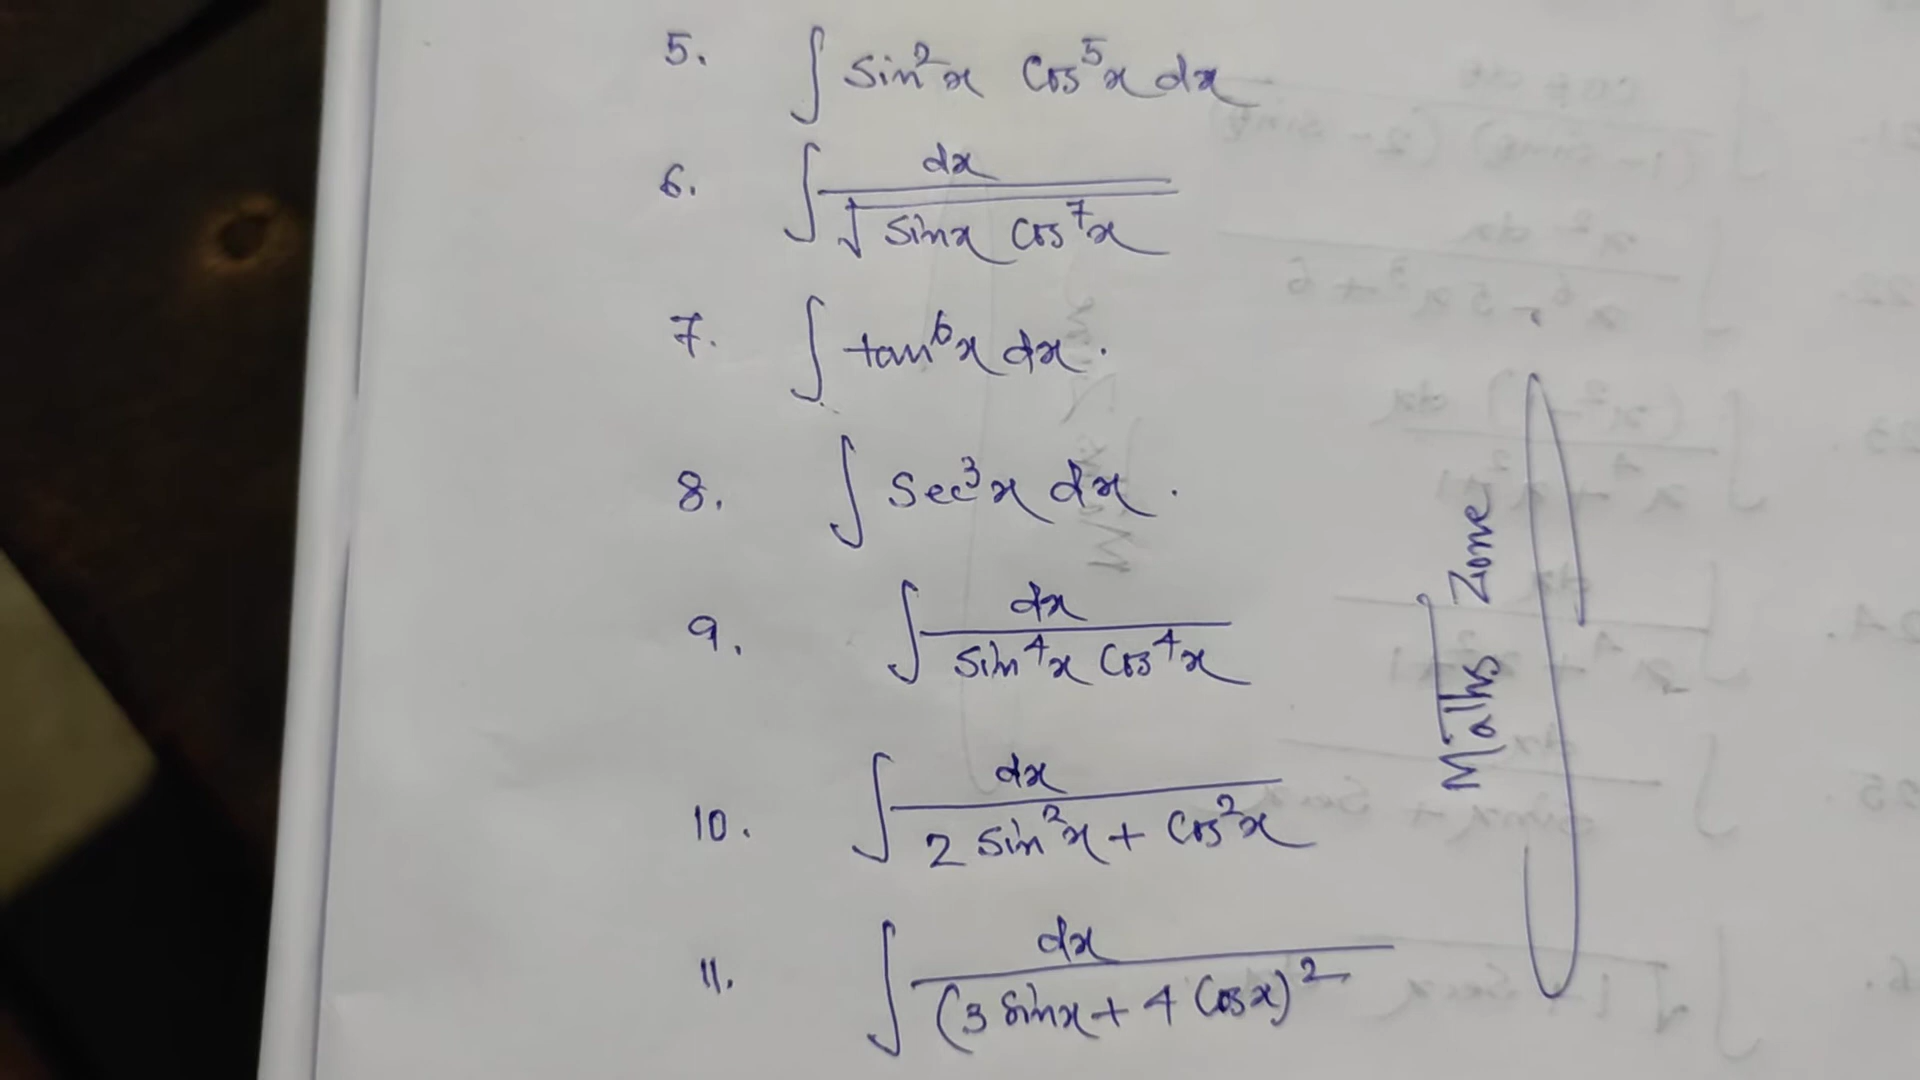 5. ∫ sin²x cos⁵x dx
6. ∫ dx / √(sinx cos⁷x)
7. ∫ tan⁶x dx.
8. ∫ sec³x dx.
9. ∫ dx / (sin⁴x cos⁴x)
10. ∫ dx / (2 sin²x + cos²x)
11. ∫ dx / (3 sinx + 4 cosx)²
Maths Zone